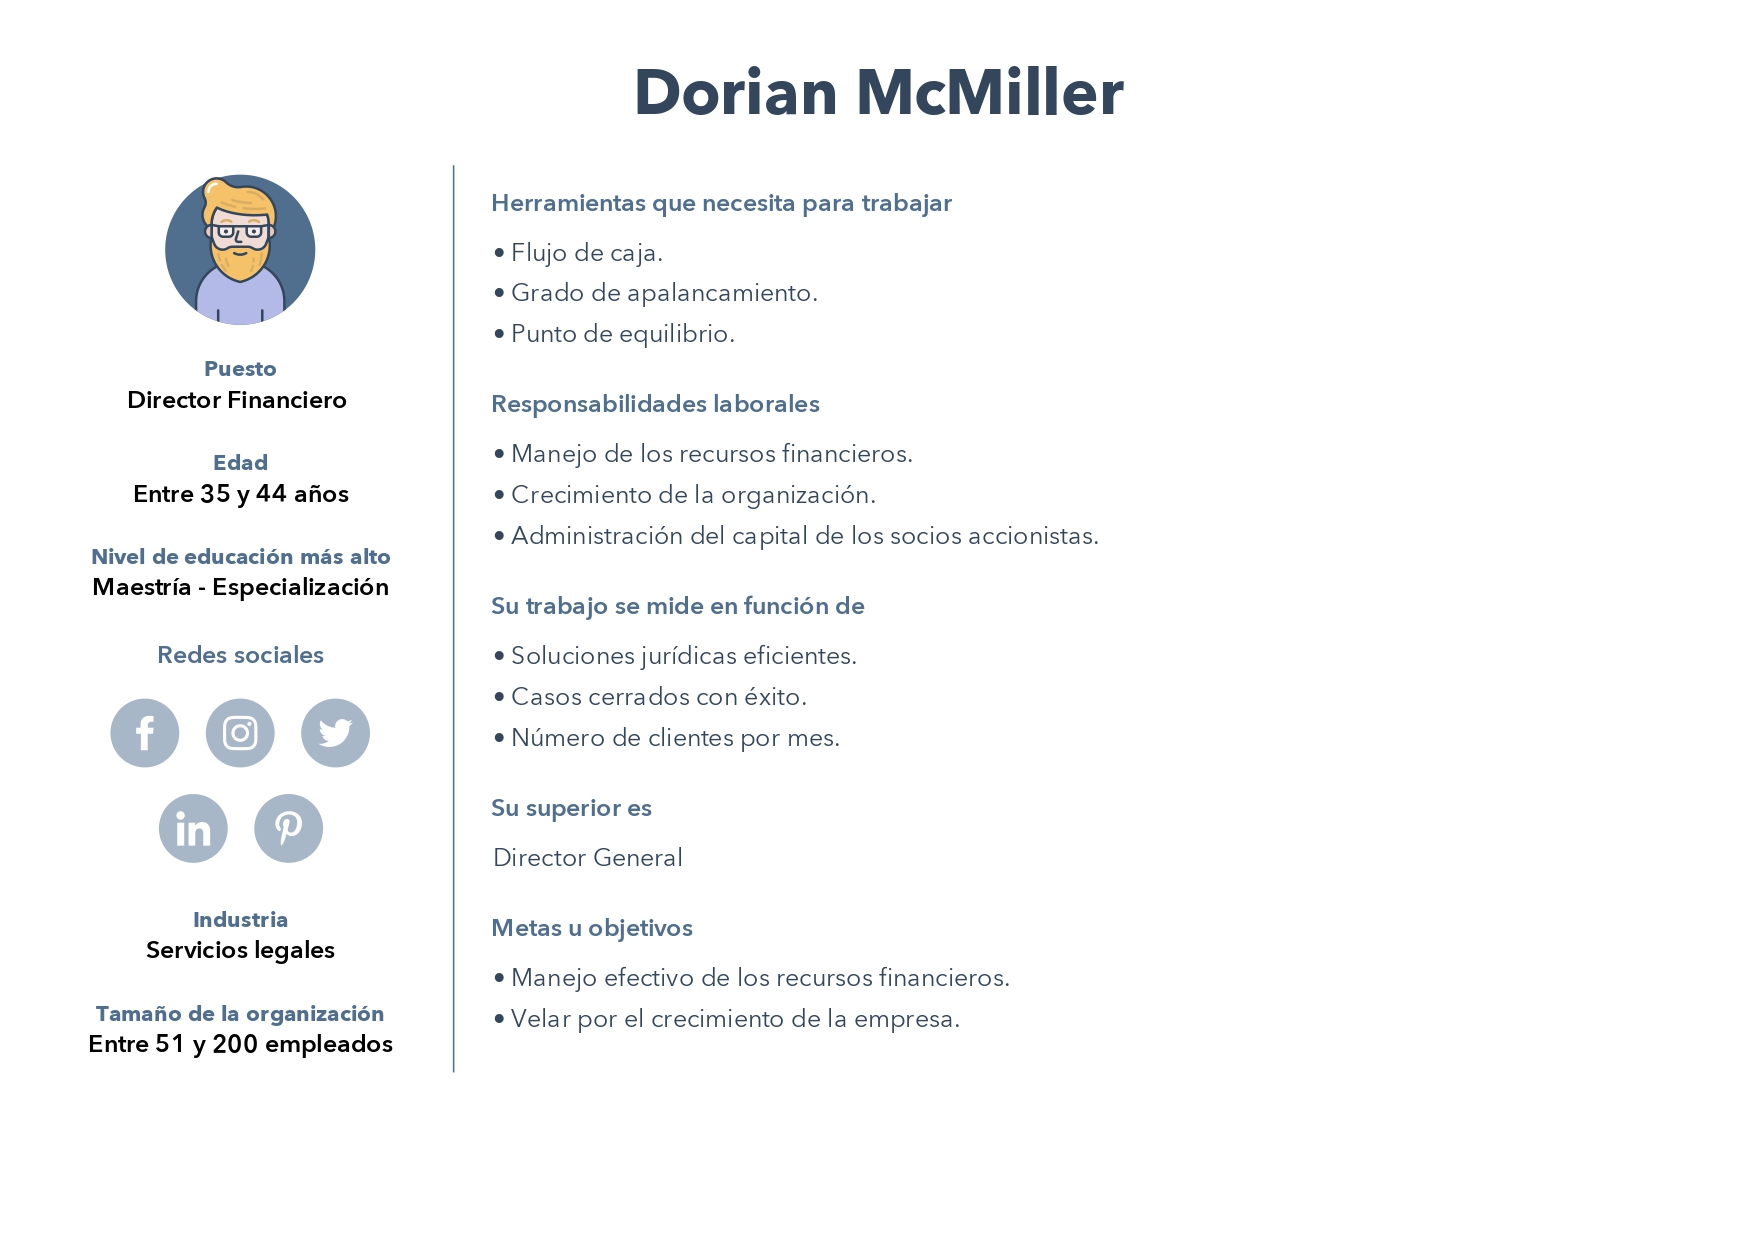 Dorian McMiller
Puesto
Director Financiero
Edad
Entre 35 y 44 años
Nivel de educación más alto
Maestría - Especialización
Redes sociales
Industria
Servicios legales
Tamaño de la organización
Entre 51 y 200 empleados
Herramientas que necesita para trabajar
• Flujo de caja.
• Grado de apalancamiento.
• Punto de equilibrio.
Responsabilidades laborales
• Manejo de los recursos financieros.
• Crecimiento de la organización.
• Administración del capital de los socios accionistas.
Su trabajo se mide en función de
• Soluciones jurídicas eficientes.
• Casos cerrados con éxito.
• Número de clientes por mes.
Su superior es
Director General
Metas u objetivos
• Manejo efectivo de los recursos financieros.
• Velar por el crecimiento de la empresa.